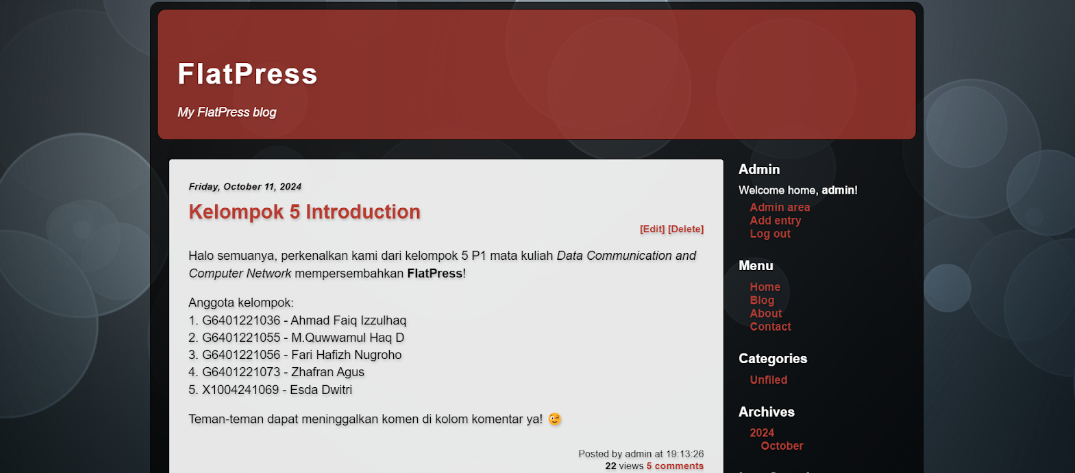 FlatPress
My FlatPress blog
Friday, October 11, 2024
Kelompok 5 Introduction
[Edit] [Delete]
Halo semuanya, perkenalkan kami dari kelompok 5 P1 mata kuliah Data Communication and
Computer Network mempersembahkan FlatPress!
Anggota kelompok:
1. G6401221036 - Ahmad Faiq Izzulhaq
2. G6401221055 - M.Quwwamul Haq D
3. G6401221056 - Fari Hafizh Nugroho
4. G6401221073 - Zhafran Agus
5. X1004241069 - Esda Dwitri
Teman-teman dapat meninggalkan komen di kolom komentar ya! 😉
Posted by admin at 19:13:26
22 views 5 comments
Admin
Welcome home, admin!
Admin area
Add entry
Log out
Menu
Home
Blog
About
Contact
Categories
Unfiled
Archives
2024
October